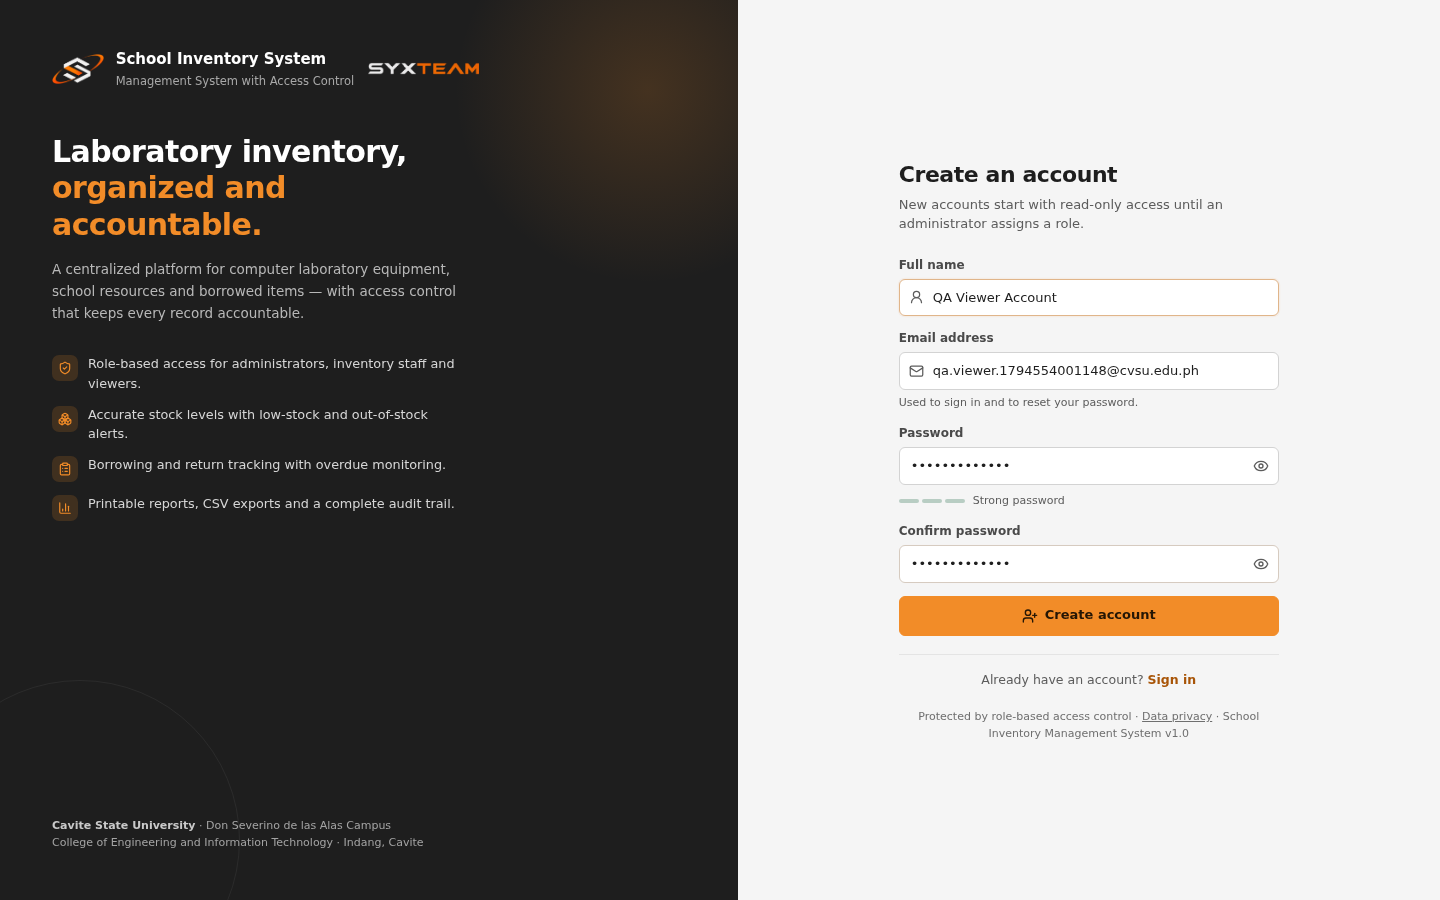 School Inventory System
Management System with Access Control
SYXTEAM
Laboratory inventory,
organized and
accountable.
A centralized platform for computer laboratory equipment,
school resources and borrowed items — with access control
that keeps every record accountable.
Role-based access for administrators, inventory staff and
viewers.
Accurate stock levels with low-stock and out-of-stock
alerts.
Borrowing and return tracking with overdue monitoring.
Printable reports, CSV exports and a complete audit trail.
Cavite State University · Don Severino de las Alas Campus
College of Engineering and Information Technology · Indang, Cavite
Create an account
New accounts start with read-only access until an
administrator assigns a role.
Full name
QA Viewer Account
Email address
qa.viewer.1794554001148@cvsu.edu.ph
Used to sign in and to reset your password.
Password
•••••••••••••
Strong password
Confirm password
•••••••••••••
Create account
Already have an account? Sign in
Protected by role-based access control · Data privacy · School
Inventory Management System v1.0